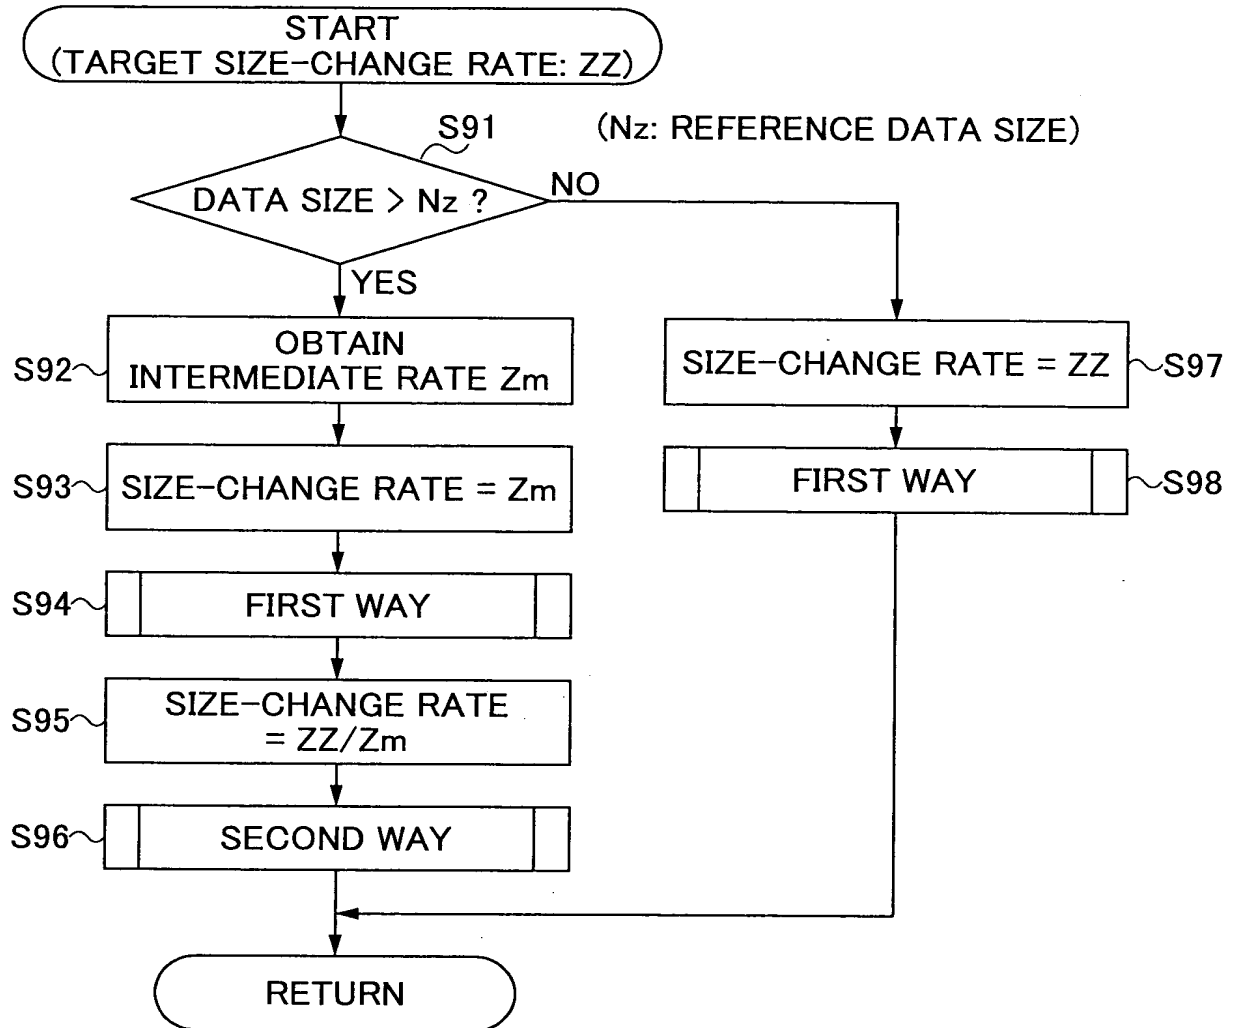 START
(TARGET SIZE-CHANGE RATE: ZZ)
S91
(Nz: REFERENCE DATA SIZE)
DATA SIZE > Nz ?
NO
YES
S92
OBTAIN
INTERMEDIATE RATE Zm
SIZE-CHANGE RATE = ZZ
S97
S93
SIZE-CHANGE RATE = Zm
FIRST WAY
S98
S94
FIRST WAY
S95
SIZE-CHANGE RATE
= ZZ/Zm
S96
SECOND WAY
RETURN